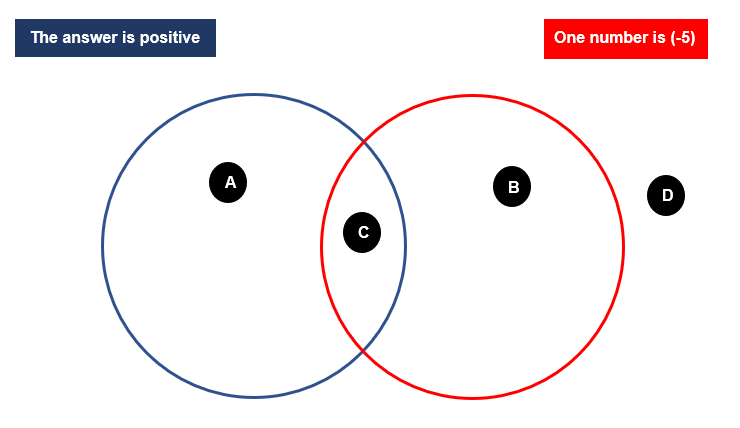 The answer is positive
One number is (-5)
A
B
C
D